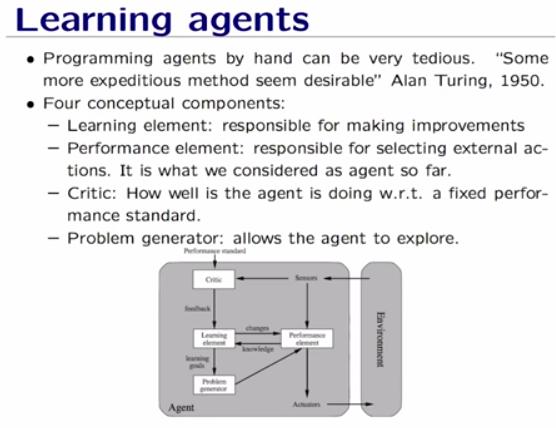 Learning agents
• Programming agents by hand can be very tedious. “Some
more expeditious method seem desirable” Alan Turing, 1950.
• Four conceptual components:
– Learning element: responsible for making improvements
– Performance element: responsible for selecting external ac-
tions. It is what we considered as agent so far.
– Critic: How well is the agent is doing w.r.t. a fixed perfor-
mance standard.
– Problem generator: allows the agent to explore.
Performance standard
Critic
Sensors
feedback
changes
Learning
element
Performance
element
knowledge
learning
goals
Problem
generator
Agent
Actuators
Environment